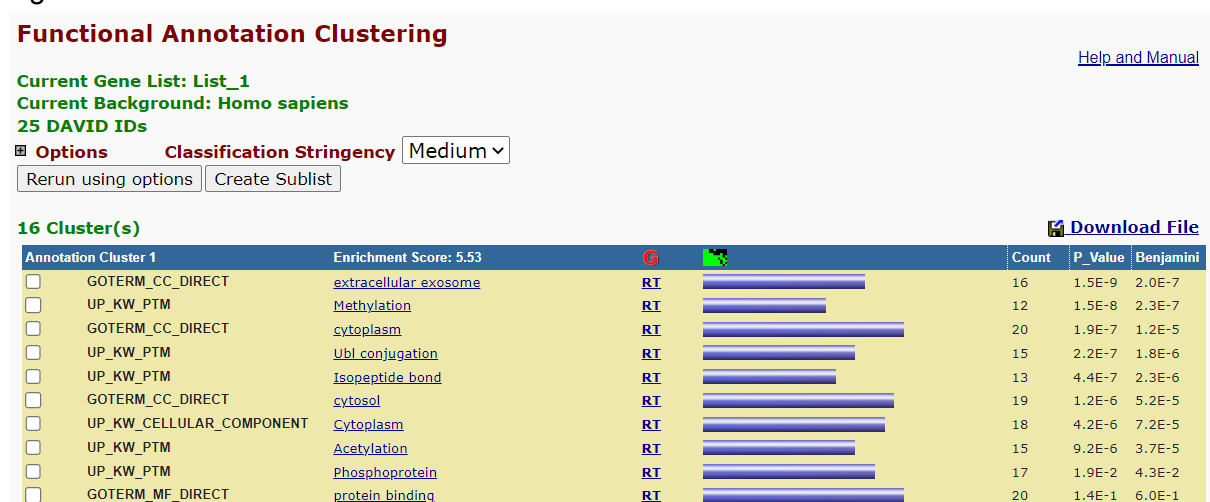 Functional Annotation Clustering
Help and Manual
Current Gene List: List_1
Current Background: Homo sapiens
25 DAVID IDs
Options Classification Stringency Medium
Rerun using options Create Sublist
16 Cluster(s) Download File
Annotation Cluster 1 Enrichment Score: 5.53 G Count P_Value Benjamini
GOTERM_CC_DIRECT extracellular exosome RT 16 1.5E-9 2.0E-7
UP_KW_PTM Methylation RT 12 1.5E-8 2.3E-7
GOTERM_CC_DIRECT cytoplasm RT 20 1.9E-7 1.2E-5
UP_KW_PTM Ubl conjugation RT 15 2.2E-7 1.8E-6
UP_KW_PTM Isopeptide bond RT 13 4.4E-7 2.3E-6
GOTERM_CC_DIRECT cytosol RT 19 1.2E-6 5.2E-5
UP_KW_CELLULAR_COMPONENT Cytoplasm RT 18 4.2E-6 7.2E-5
UP_KW_PTM Acetylation RT 15 9.2E-6 3.7E-5
UP_KW_PTM Phosphoprotein RT 17 1.9E-2 4.3E-2
GOTERM_MF_DIRECT protein binding RT 20 1.4E-1 6.0E-1